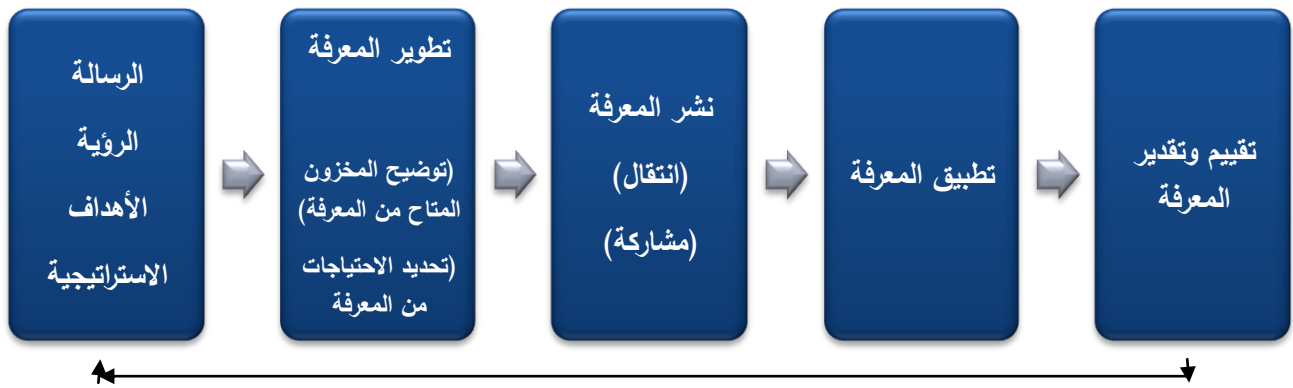 الرسالة
الرؤية
الأهداف
الاستراتيجية
تطوير المعرفة
(توضيح المخزون
المتاح من المعرفة)
(تحديد الاحتياجات
من المعرفة
نشر المعرفة
(انتقال)
(مشاركة)
تطبيق المعرفة
تقييم وتقدير
المعرفة